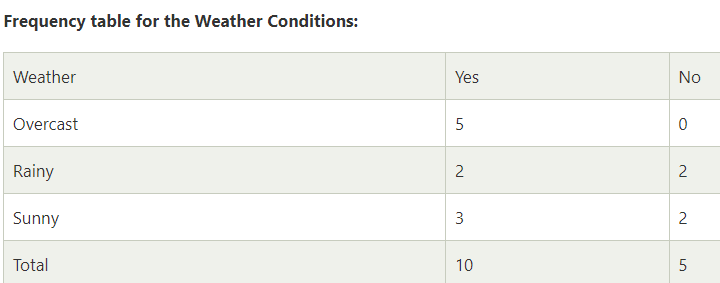 Frequency table for the Weather Conditions:
Weather Yes No
Overcast 5 0
Rainy 2 2
Sunny 3 2
Total 10 5